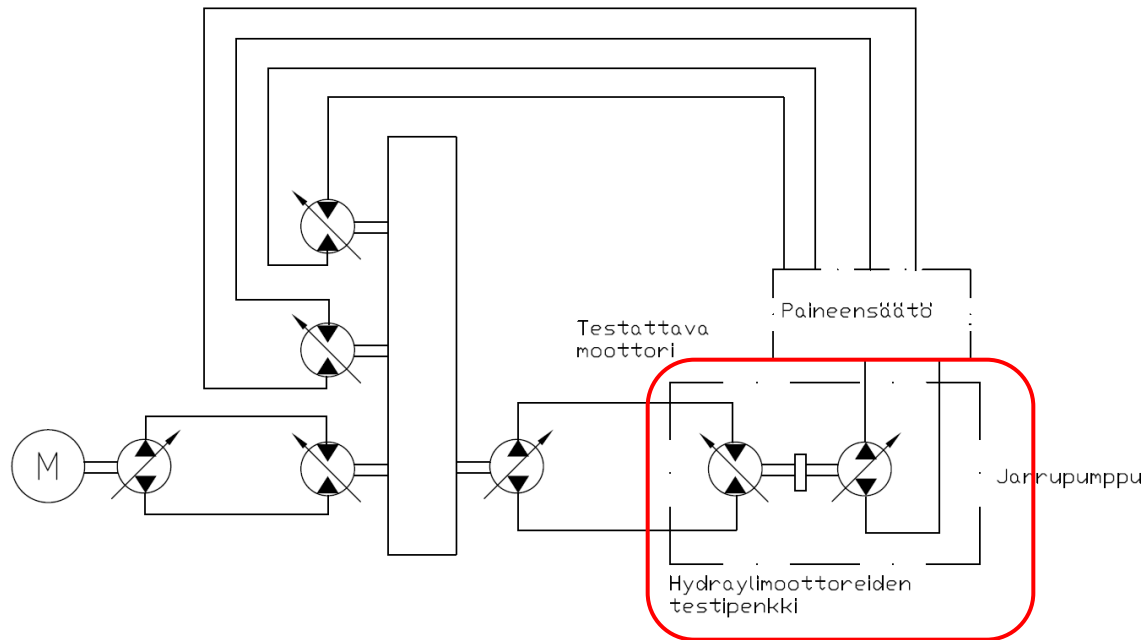 Paineensäätö
Testattava
moottori
M
Jarrupumppu
Hydraylimoottoreiden
testipenkki